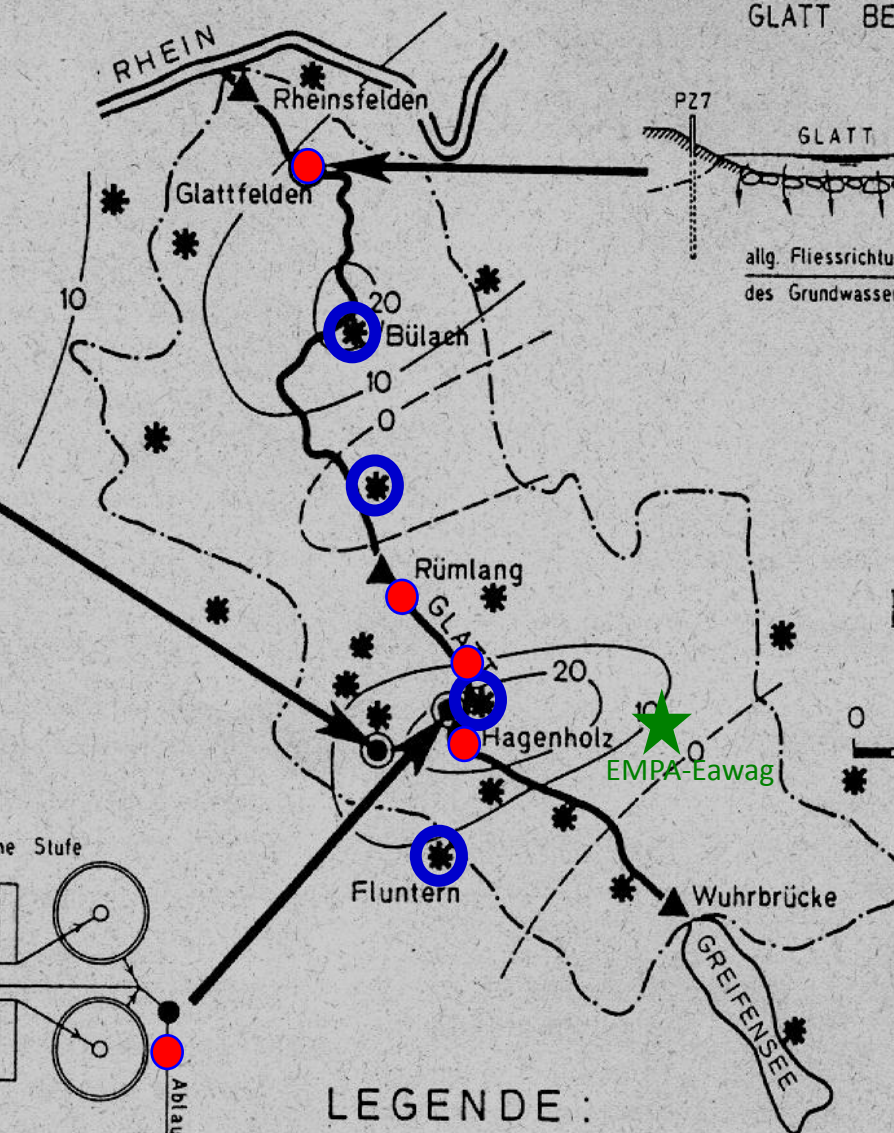 GLATT BE
RHEIN
Rheinsfelden
PZ7
GLATT
Glattfelden
allg. Fliessrichtu
des Grundwasser
10
20
Bülach
10
0
Rümlang
GLATT
20
10
0
0
Hagenholz
EMPA-Eawag
ne Stufe
Fluntern
Wuhrbrücke
GREIFENSEE
Ablau
LEGENDE :